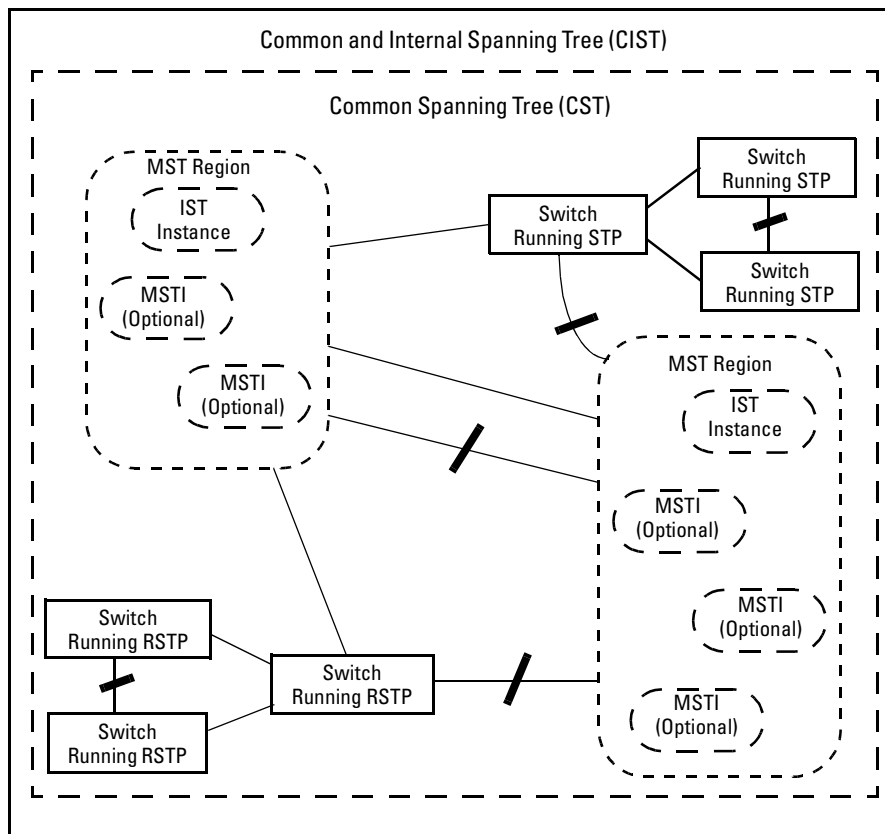 Common and Internal Spanning Tree (CIST)
Common Spanning Tree (CST)
MST Region
IST
Instance
MSTI
(Optional)
MSTI
(Optional)
Switch
Running STP
Switch
Running STP
Switch
Running STP
MST Region
IST
Instance
MSTI
(Optional)
MSTI
(Optional)
MSTI
(Optional)
Switch
Running RSTP
Switch
Running RSTP
Switch
Running RSTP